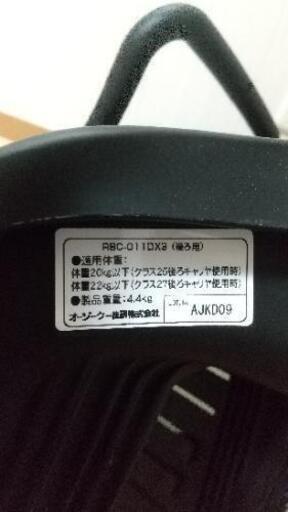 RBC-011DX3（後ろ用）
●適用体重：
体重20kg以下（クラス25後ろキャリヤ使用時）
体重22kg以下（クラス27後ろキャリヤ使用時）
●製品重量：4.4kg
オージーケー技研株式会社
LOT.No.
AJKD09